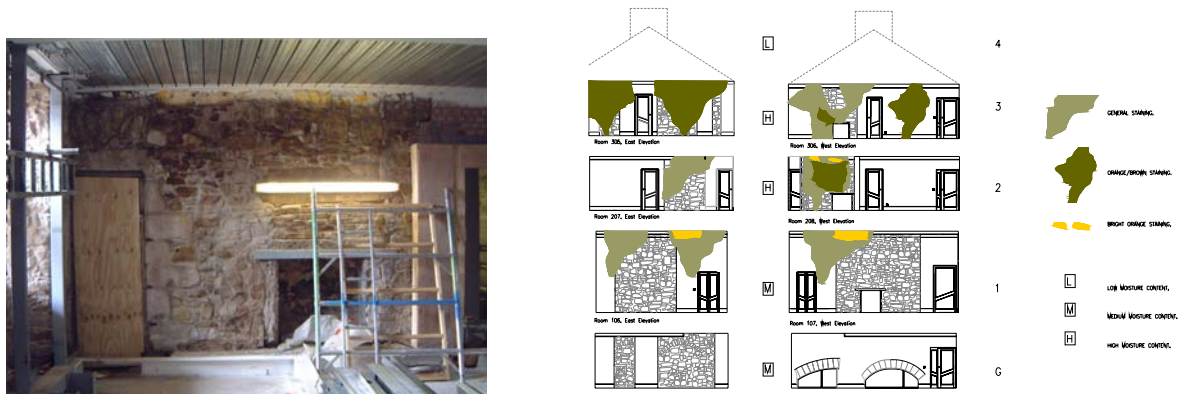 L
4
H
3
GENERAL STAINING.
Room 305, East Elevation
Room 306, West Elevation
ORANGE/BROWN STAINING.
H
2
Room 207, East Elevation
Room 208, West Elevation
BRIGHT ORANGE STAINING.
L
LOW MOISTURE CONTENT.
M
1
M
MEDIUM MOISTURE CONTENT.
Room 106, East Elevation
Room 107, West Elevation
H
HIGH MOISTURE CONTENT.
M
G